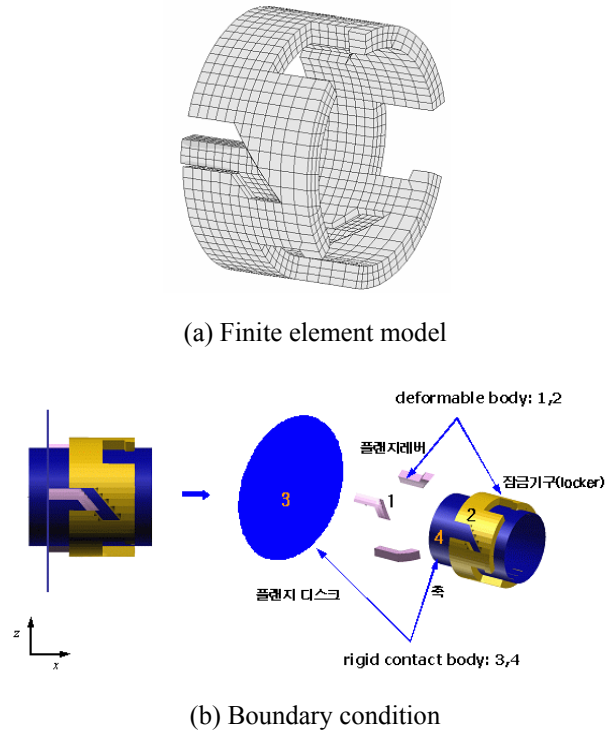 (a) Finite element model
deformable body: 1,2
플랜지레버
잠금기구(locker)
1
2
3
4
플랜지 디스크
축
z
x
rigid contact body: 3,4
(b) Boundary condition